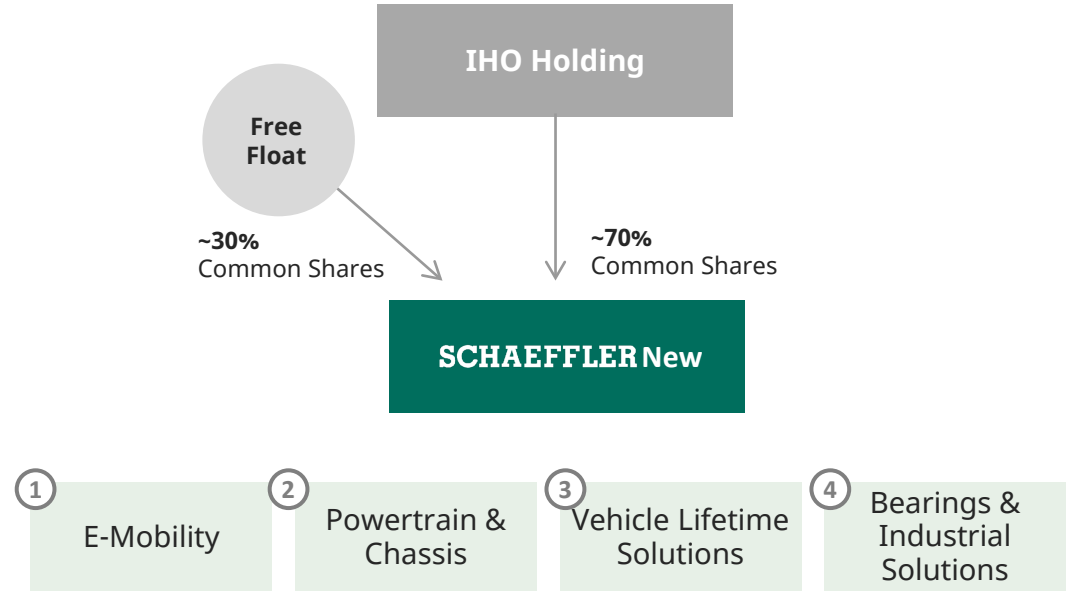 IHO Holding
Free
Float
~30%
Common Shares
~70%
Common Shares
SCHAEFFLER New
1
E-Mobility
2
Powertrain &
Chassis
3
Vehicle Lifetime
Solutions
4
Bearings &
Industrial
Solutions